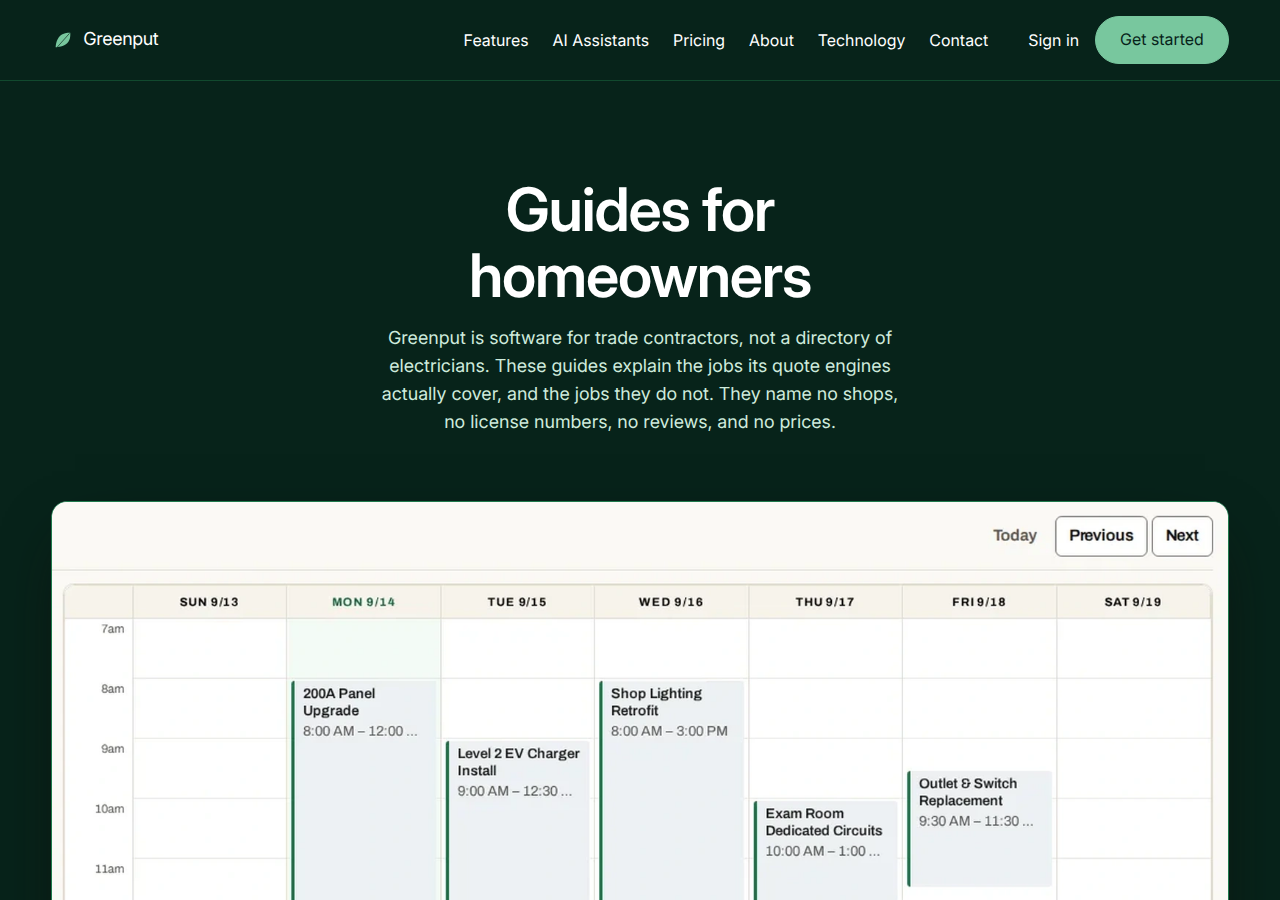 Greenput
Features AI Assistants Pricing About Technology Contact Sign in Get started
Guides for
homeowners
Greenput is software for trade contractors, not a directory of
electricians. These guides explain the jobs its quote engines
actually cover, and the jobs they do not. They name no shops,
no license numbers, no reviews, and no prices.
Today Previous Next
SUN 9/13 MON 9/14 TUE 9/15 WED 9/16 THU 9/17 FRI 9/18 SAT 9/19
7am
8am
200A Panel
Upgrade
8:00 AM – 12:00 ...
Shop Lighting
Retrofit
8:00 AM – 3:00 PM
9am
Level 2 EV Charger
Install
9:00 AM – 12:30 ...
Outlet & Switch
Replacement
9:30 AM – 11:30 ...
10am
Exam Room
Dedicated Circuits
10:00 AM – 1:00 ...
11am